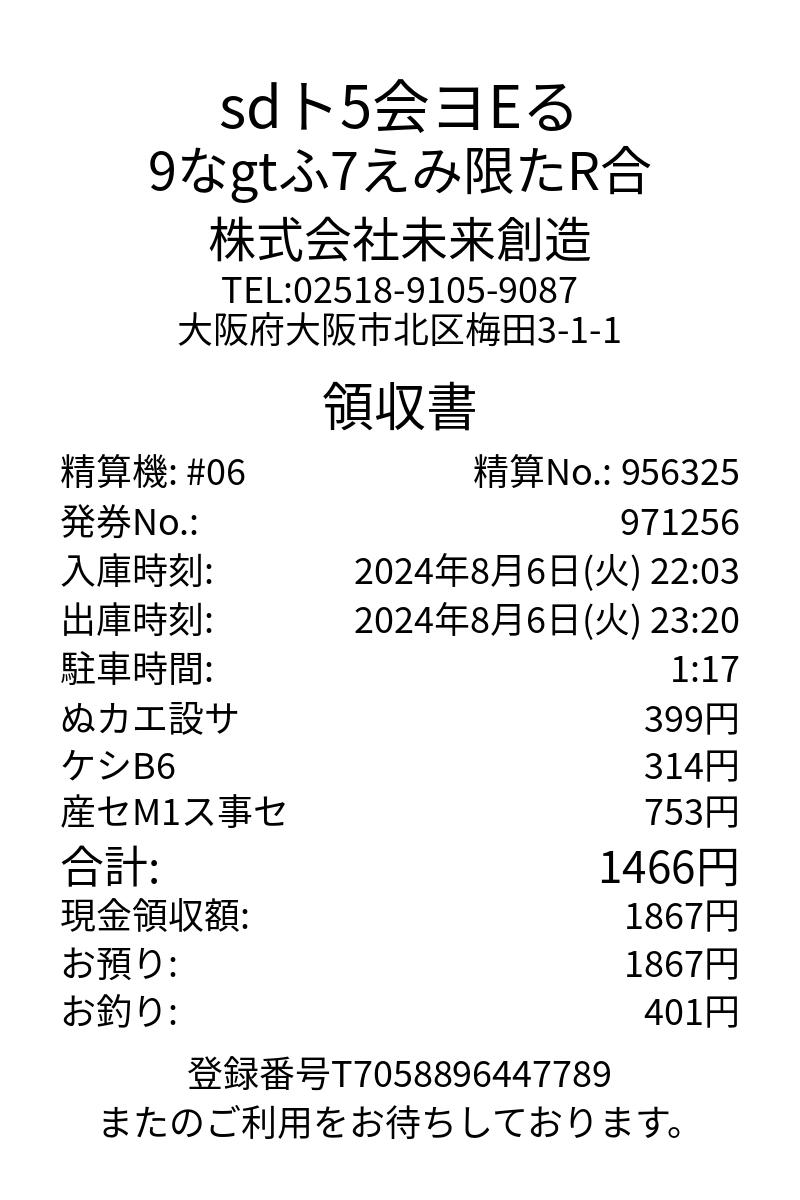 sdト5会ヨEる
9なgtふ7えみ限たR合
株式会社未来創造
TEL:02518-9105-9087
大阪府大阪市北区梅田3-1-1
領収書
精算機: #06 精算No.: 956325
発券No.: 971256
入庫時刻: 2024年8月6日(火) 22:03
出庫時刻: 2024年8月6日(火) 23:20
駐車時間: 1:17
ぬカエ設サ 399円
ケシB6 314円
産セM1ス事セ 753円
合計: 1466円
現金領収額: 1867円
お預り: 1867円
お釣り: 401円
登録番号T7058896447789
またのご利用をお待ちしております。